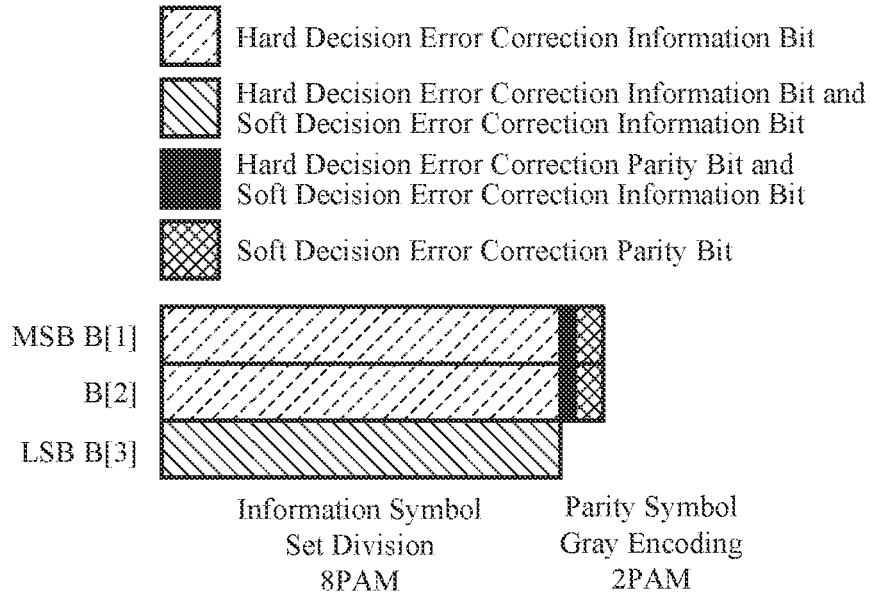 Hard Decision Error Correction Information Bit
Hard Decision Error Correction Information Bit and
Soft Decision Error Correction Information Bit
Hard Decision Error Correction Parity Bit and
Soft Decision Error Correction Information Bit
Soft Decision Error Correction Parity Bit
MSB B[1]
B[2]
LSB B[3]
Information Symbol
Set Division
8PAM
Parity Symbol
Gray Encoding
2PAM